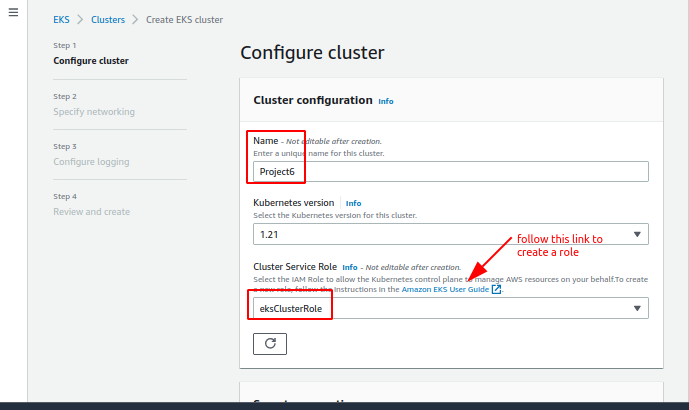 EKS > Clusters > Create EKS cluster
Step 1
Configure cluster
Step 2
Specify networking
Step 3
Configure logging
Step 4
Review and create
Configure cluster
Cluster configuration Info
Name - Not editable after creation.
Enter a unique name for this cluster.
Project6
Kubernetes version Info
Select the Kubernetes version for this cluster.
1.21
follow this link to
create a role
Cluster Service Role Info - Not editable after creation.
Select the IAM Role to allow the Kubernetes control plane to manage AWS resources on your behalf.To create
a new role, follow the instructions in the Amazon EKS User Guide.
eksClusterRole